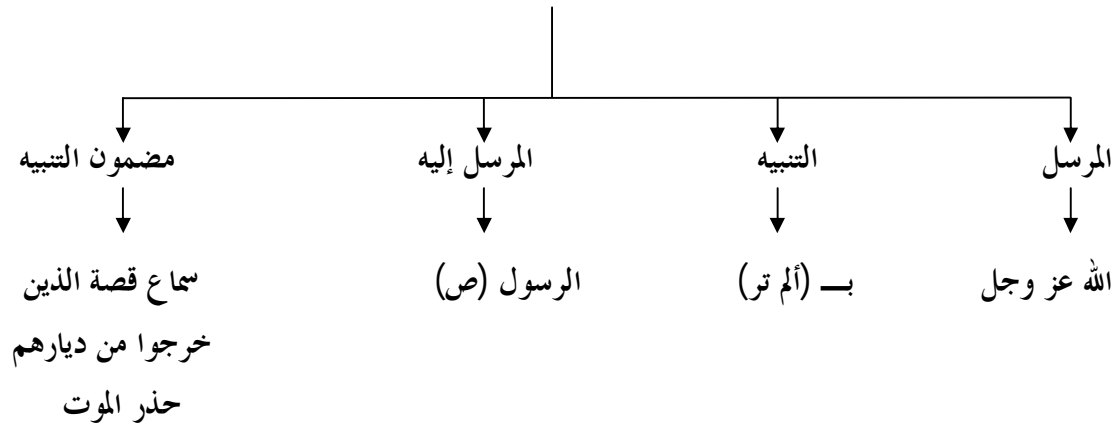 المرسل التنبيه المرسل إليه مضمون التنبيه
الله عز وجل بـــ (ألم تر) الرسول (ص) سماع قصة الذين
خرجوا من ديارهم
حذر الموت